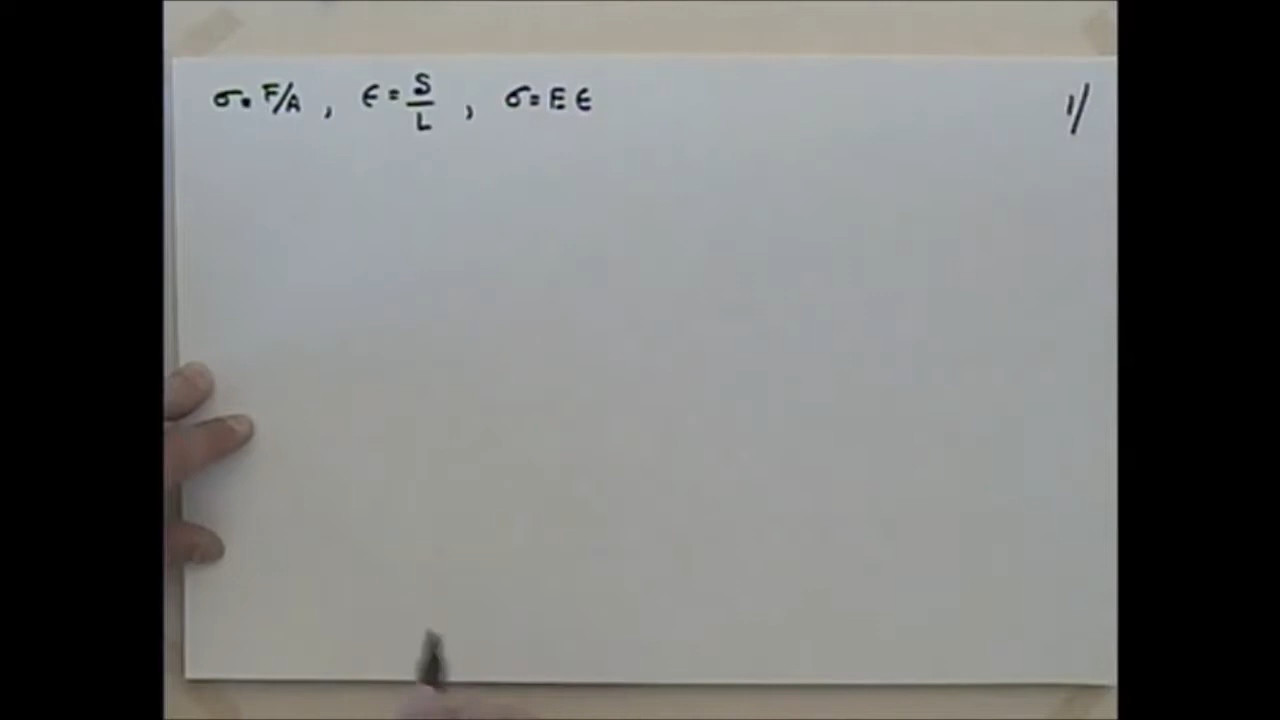 σ = F/A , ϵ = S/L , σ = E ϵ 1/